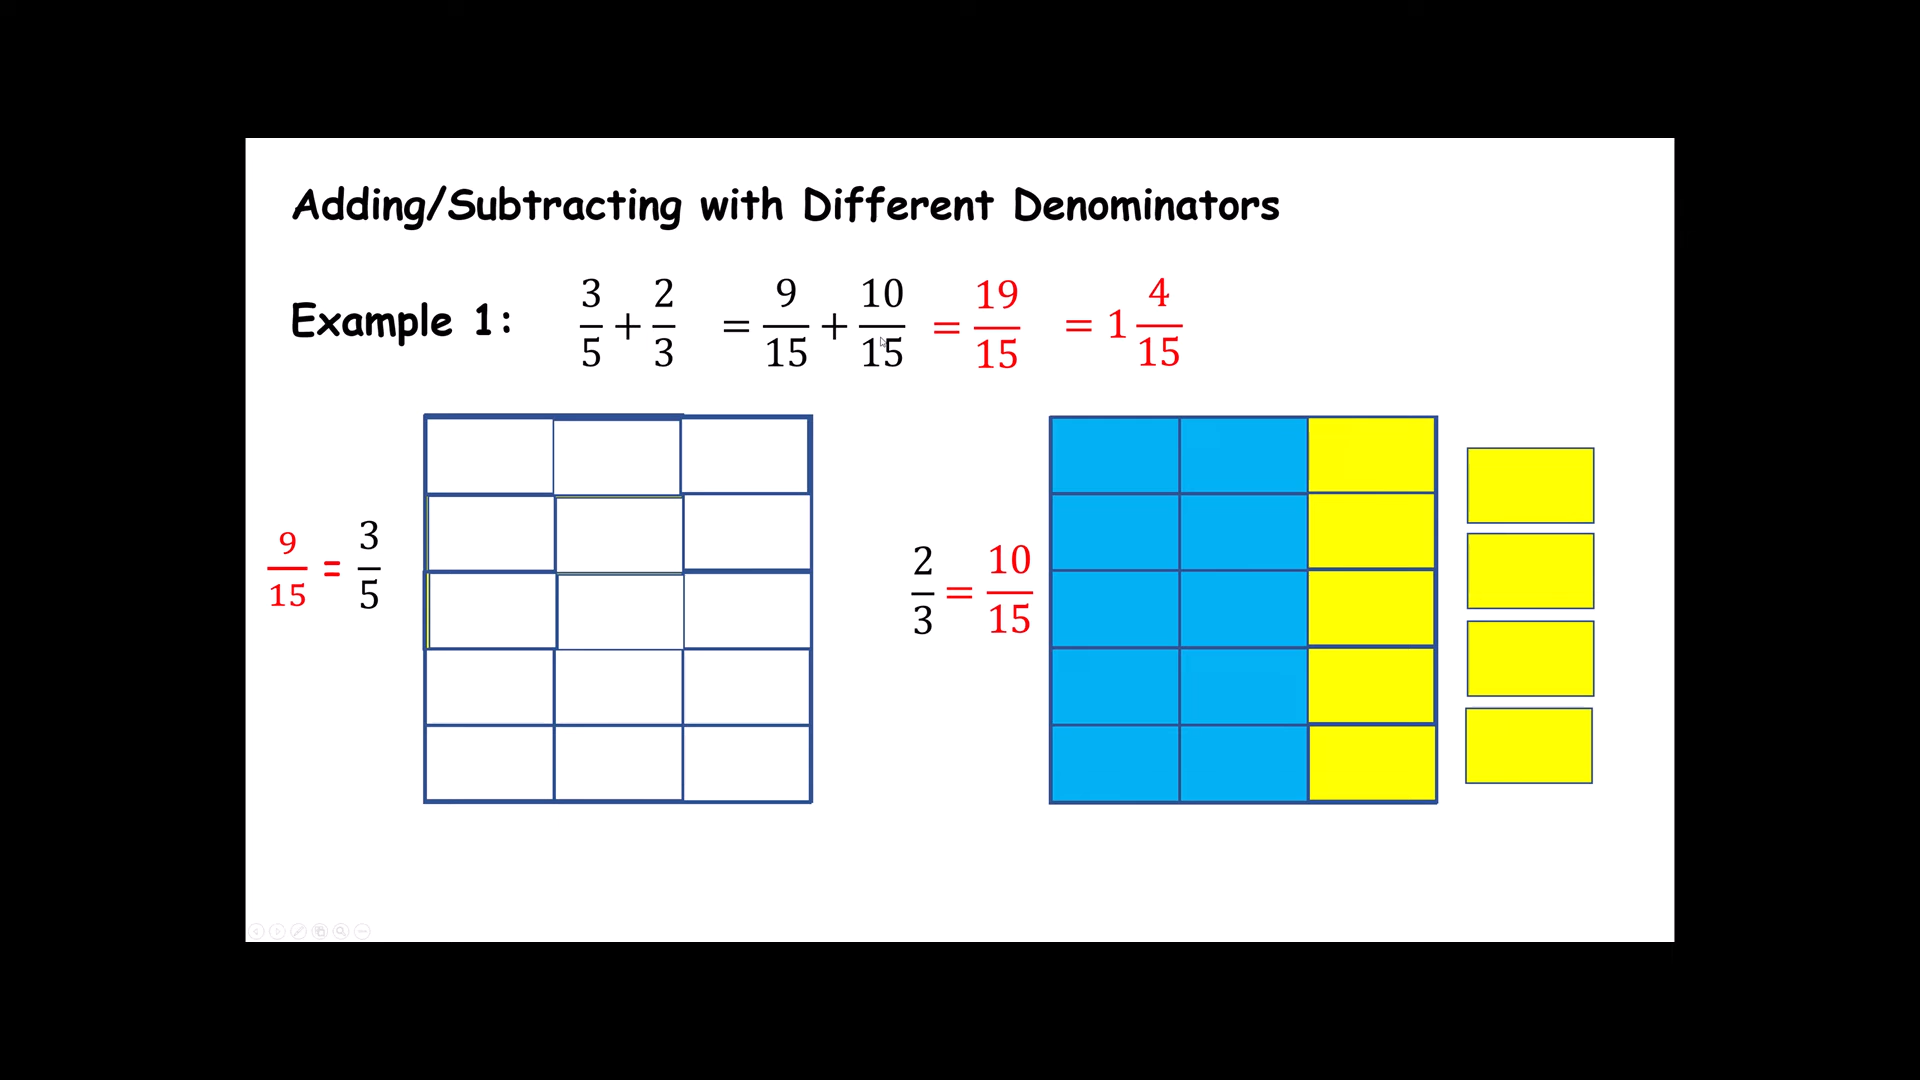 Adding/Subtracting with Different Denominators
Example 1: 3/5 + 2/3 = 9/15 + 10/15 = 19/15 = 1 4/15
9/15 = 3/5
2/3 = 10/15